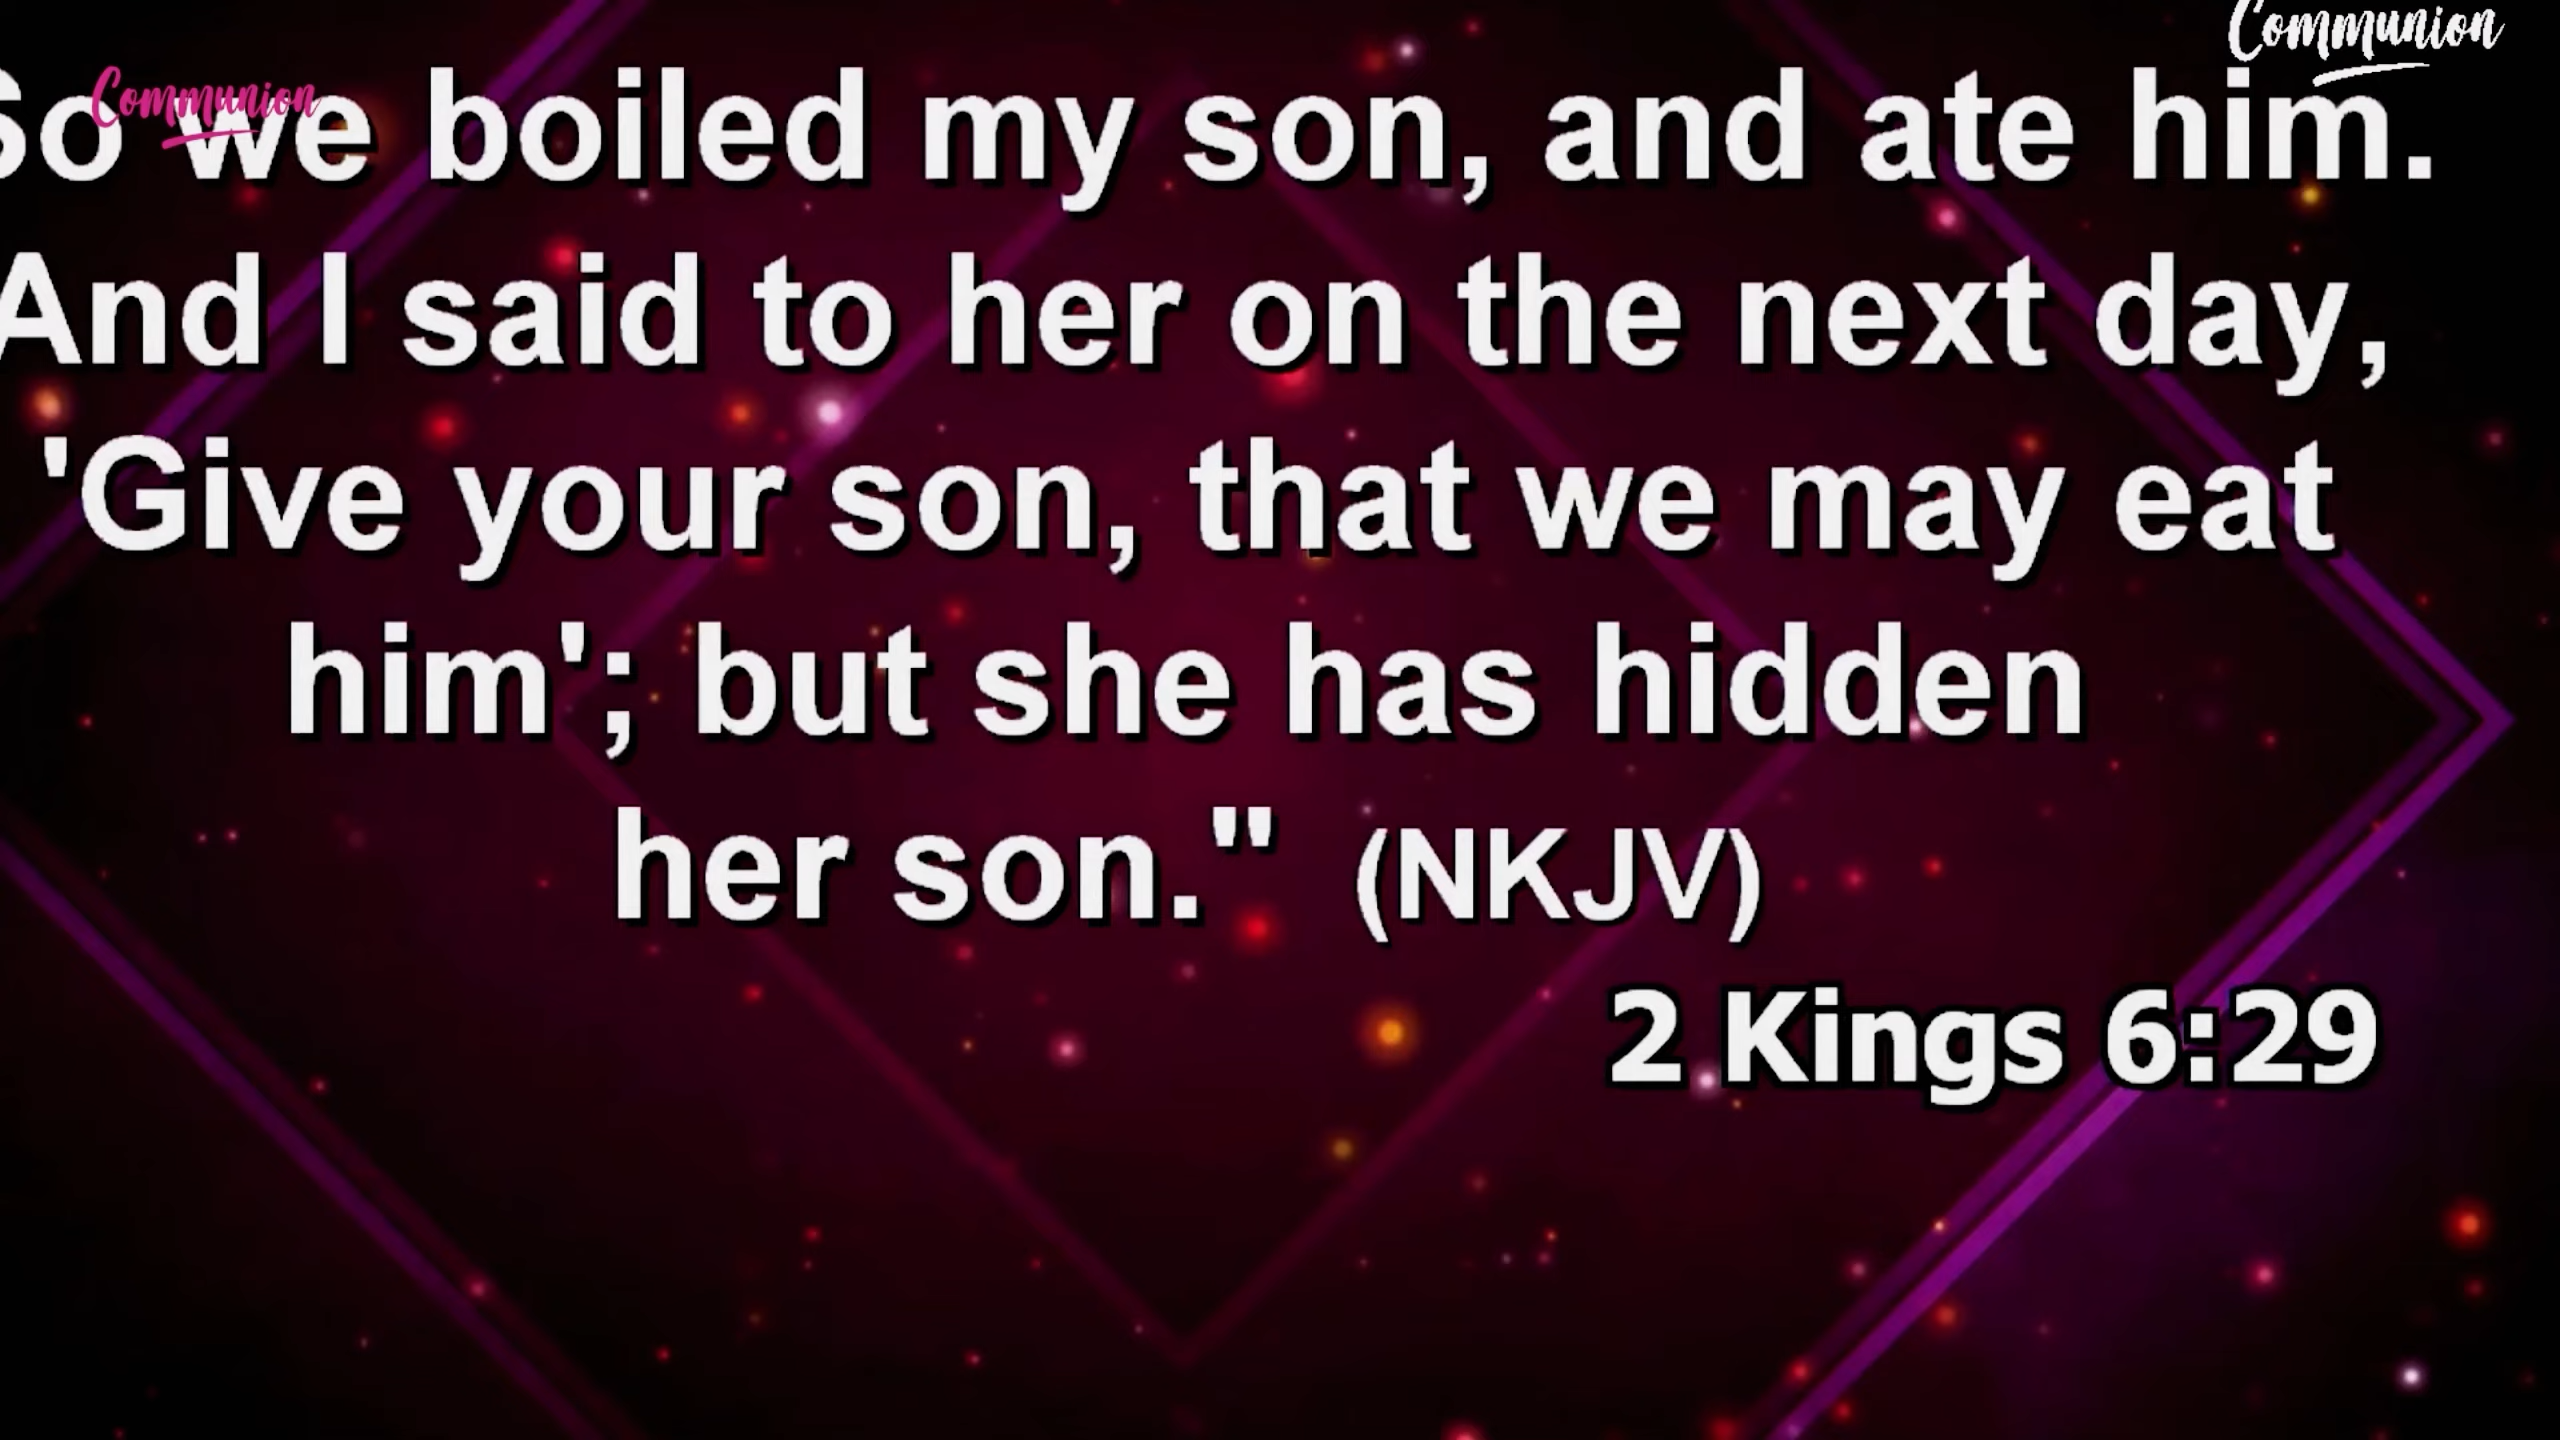 Communion
Communion
So we boiled my son, and ate him.
And I said to her on the next day,
'Give your son, that we may eat
him'; but she has hidden
her son." (NKJV)
2 Kings 6:29